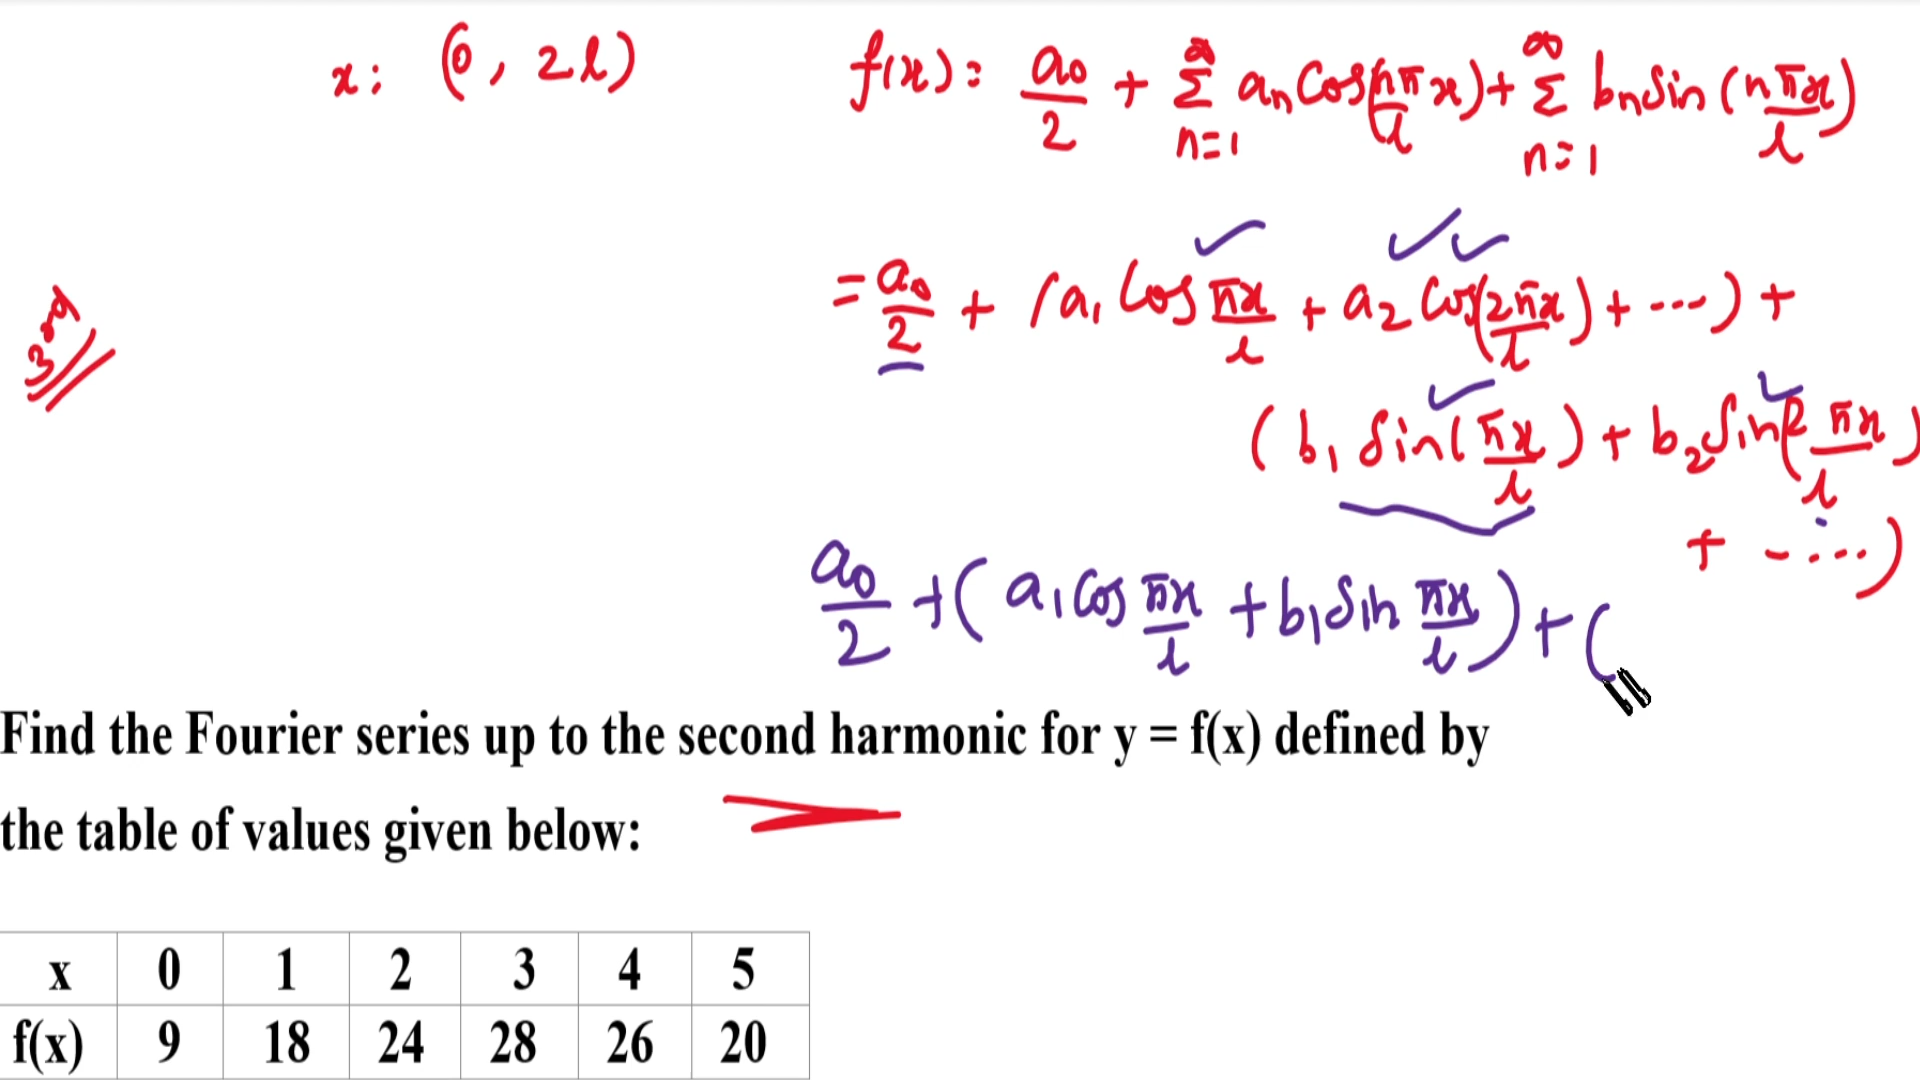 x: (0, 2l)
f(x): a0/2 + ∞ Σ n=1 an Cos(nπ/l x) + ∞ Σ n=1 bn Sin(nπx/l)
= a0/2 + (a1 Cos πx/l + a2 Cos(2πx/l) + ---) +
3rd
(b1 Sin(πx/l) + b2 Sin(2πx/l)
+ -....)
a0/2 + (a1 Cos πx/l + b1 Sin πx/l) + (
Find the Fourier series up to the second harmonic for y = f(x) defined by
the table of values given below:
x 0 1 2 3 4 5
f(x) 9 18 24 28 26 20